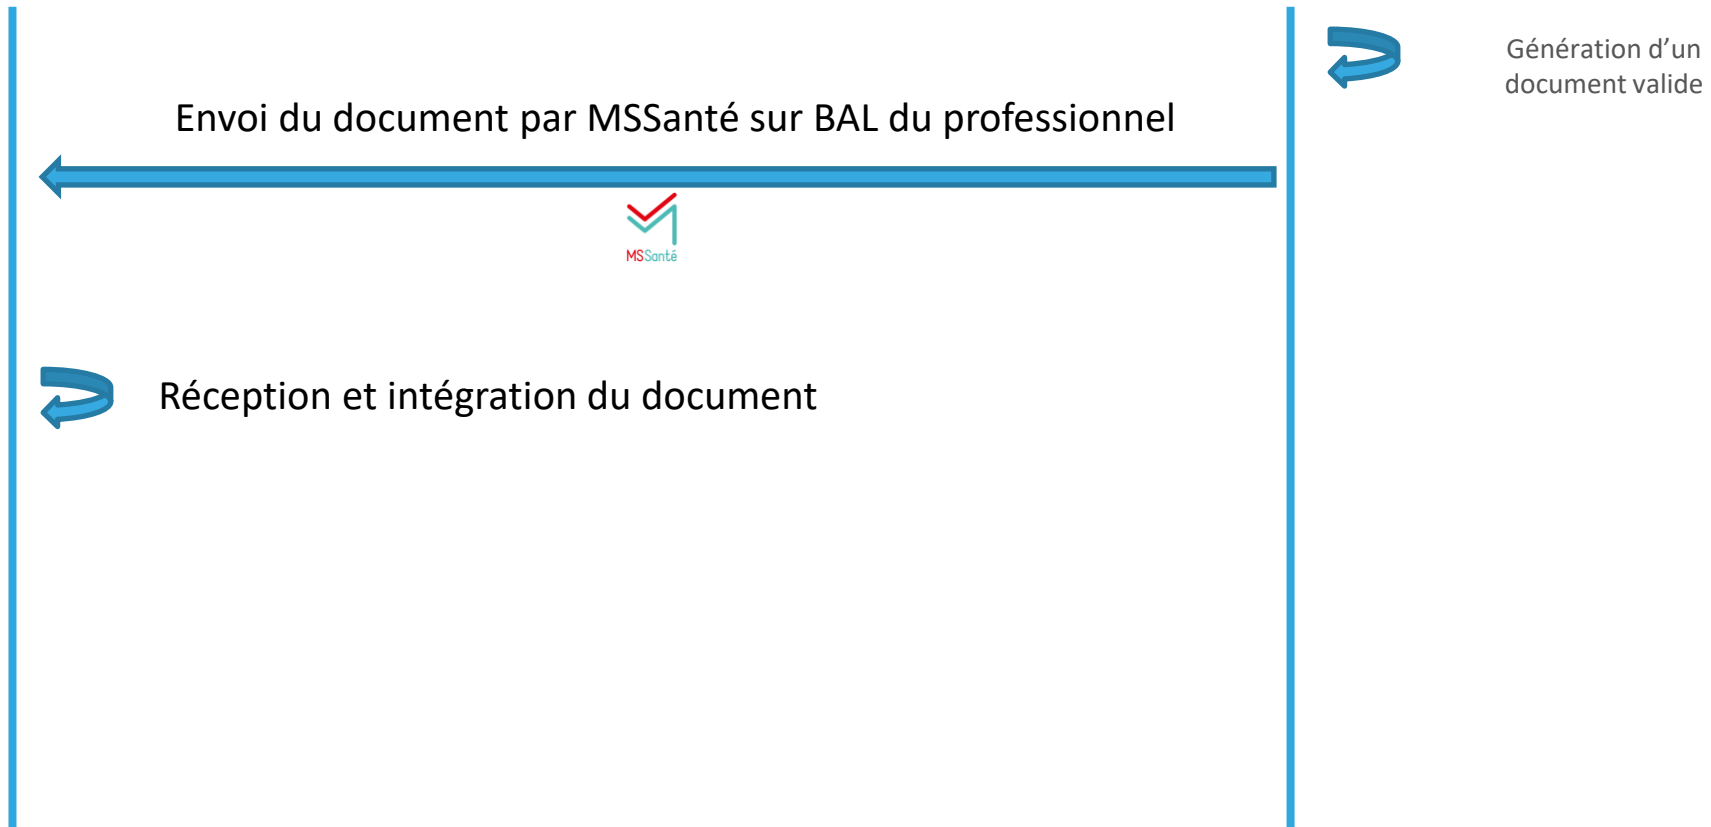 Génération d’un
document valide
Envoi du document par MSSanté sur BAL du professionnel
MSSanté
Réception et intégration du document